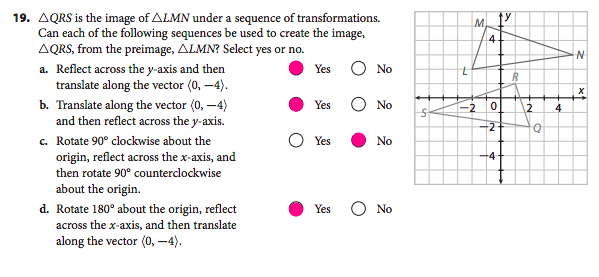 19. △QRS is the image of △LMN under a sequence of transformations.
Can each of the following sequences be used to create the image,
△QRS, from the preimage, △LMN? Select yes or no.
a. Reflect across the y-axis and then
translate along the vector ⟨0, −4⟩.
Yes No
b. Translate along the vector ⟨0, −4⟩
and then reflect across the y-axis.
Yes No
c. Rotate 90° clockwise about the
origin, reflect across the x-axis, and
then rotate 90° counterclockwise
about the origin.
Yes No
d. Rotate 180° about the origin, reflect
across the x-axis, and then translate
along the vector ⟨0, −4⟩.
Yes No
M y
4
N
L
R
x
−2 0 2 4
S
−2
Q
−4